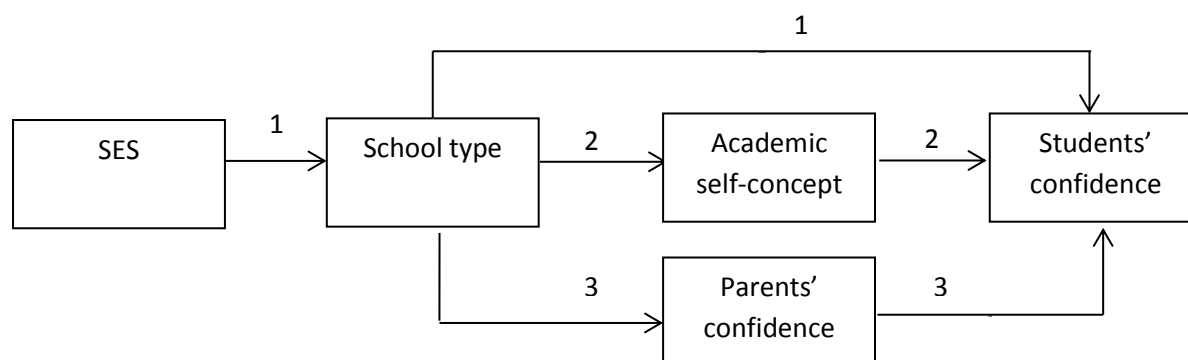 1
SES
1
School type
2
Academic
self-concept
2
Students’
confidence
3
Parents’
confidence
3